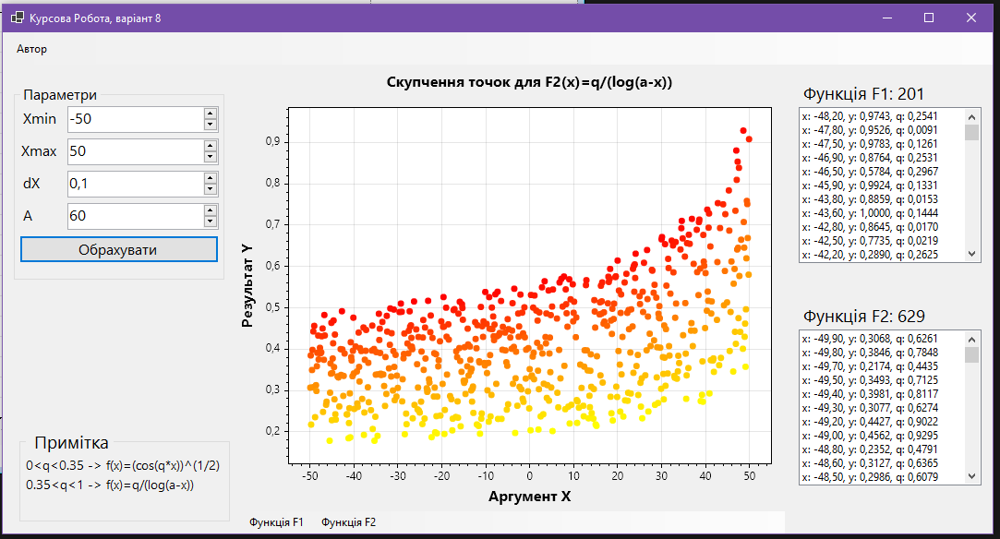 Курсова Робота, варіант 8
Автор
Параметри
Xmin -50
Xmax 50
dX 0,1
A 60
Обрахувати
Примітка
0<q<0.35 -> f(x)=(cos(q*x))^(1/2)
0.35<q<1 -> f(x)=q/(log(a-x))
Скупчення точок для F2(x)=q/(log(a-x))
Результат Y
0,9
0,8
0,7
0,6
0,5
0,4
0,3
0,2
-50 -40 -30 -20 -10 0 10 20 30 40 50
Аргумент X
Функція F1 Функція F2
Функція F1: 201
x: -48,20, y: 0,9743, q: 0,2541
x: -47,80, y: 0,9526, q: 0,0091
x: -47,50, y: 0,9783, q: 0,1261
x: -46,90, y: 0,8764, q: 0,2531
x: -46,50, y: 0,5784, q: 0,2967
x: -45,90, y: 0,9924, q: 0,1331
x: -43,80, y: 0,8859, q: 0,0153
x: -43,60, y: 1,0000, q: 0,1444
x: -42,80, y: 0,8645, q: 0,0170
x: -42,50, y: 0,7735, q: 0,0219
x: -42,20, y: 0,2890, q: 0,2625
Функція F2: 629
x: -49,90, y: 0,3068, q: 0,6261
x: -49,80, y: 0,3846, q: 0,7848
x: -49,70, y: 0,2174, q: 0,4435
x: -49,50, y: 0,3493, q: 0,7125
x: -49,40, y: 0,3981, q: 0,8117
x: -49,30, y: 0,3077, q: 0,6274
x: -49,20, y: 0,4427, q: 0,9022
x: -49,00, y: 0,4562, q: 0,9295
x: -48,80, y: 0,2352, q: 0,4791
x: -48,60, y: 0,3127, q: 0,6365
x: -48,50, y: 0,2986, q: 0,6079